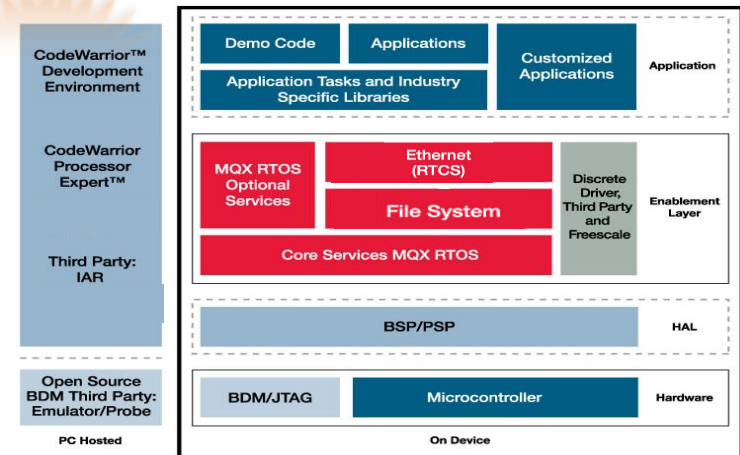 CodeWarrior™
Development
Environment
CodeWarrior
Processor
Expert™
Third Party:
IAR
Open Source
BDM Third Party:
Emulator/Probe
PC Hosted
Demo Code
Applications
Application Tasks and Industry
Specific Libraries
Customized
Applications
Application
MQX RTOS
Optional
Services
Ethernet
(RTCS)
File System
Core Services MQX RTOS
Discrete
Driver,
Third Party
and
Freescale
Enablement
Layer
BSP/PSP
HAL
BDM/JTAG
Microcontroller
Hardware
On Device